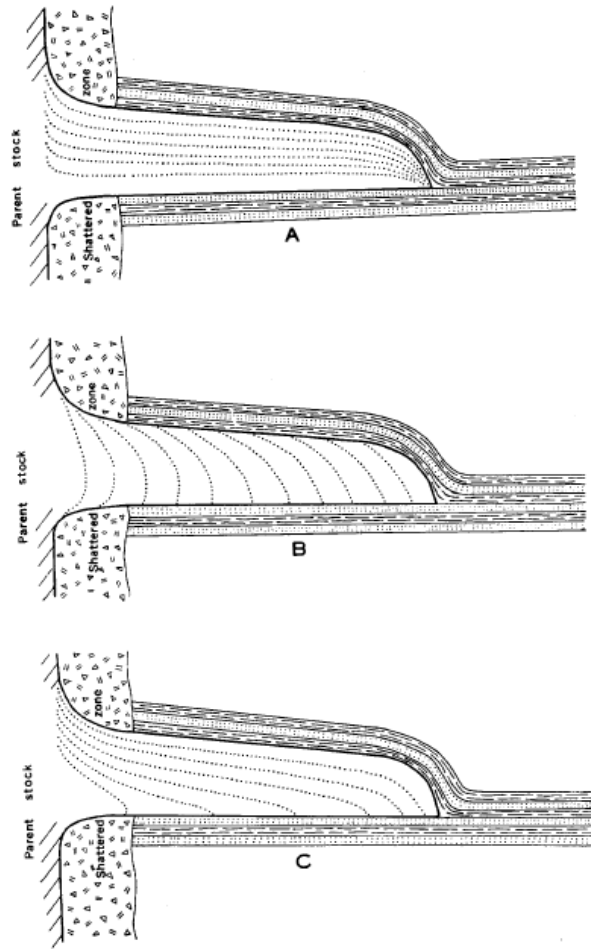 zone
Parent stock
Shattered
A
zone
Parent stock
Shattered
B
zone
Parent stock
Shattered
C